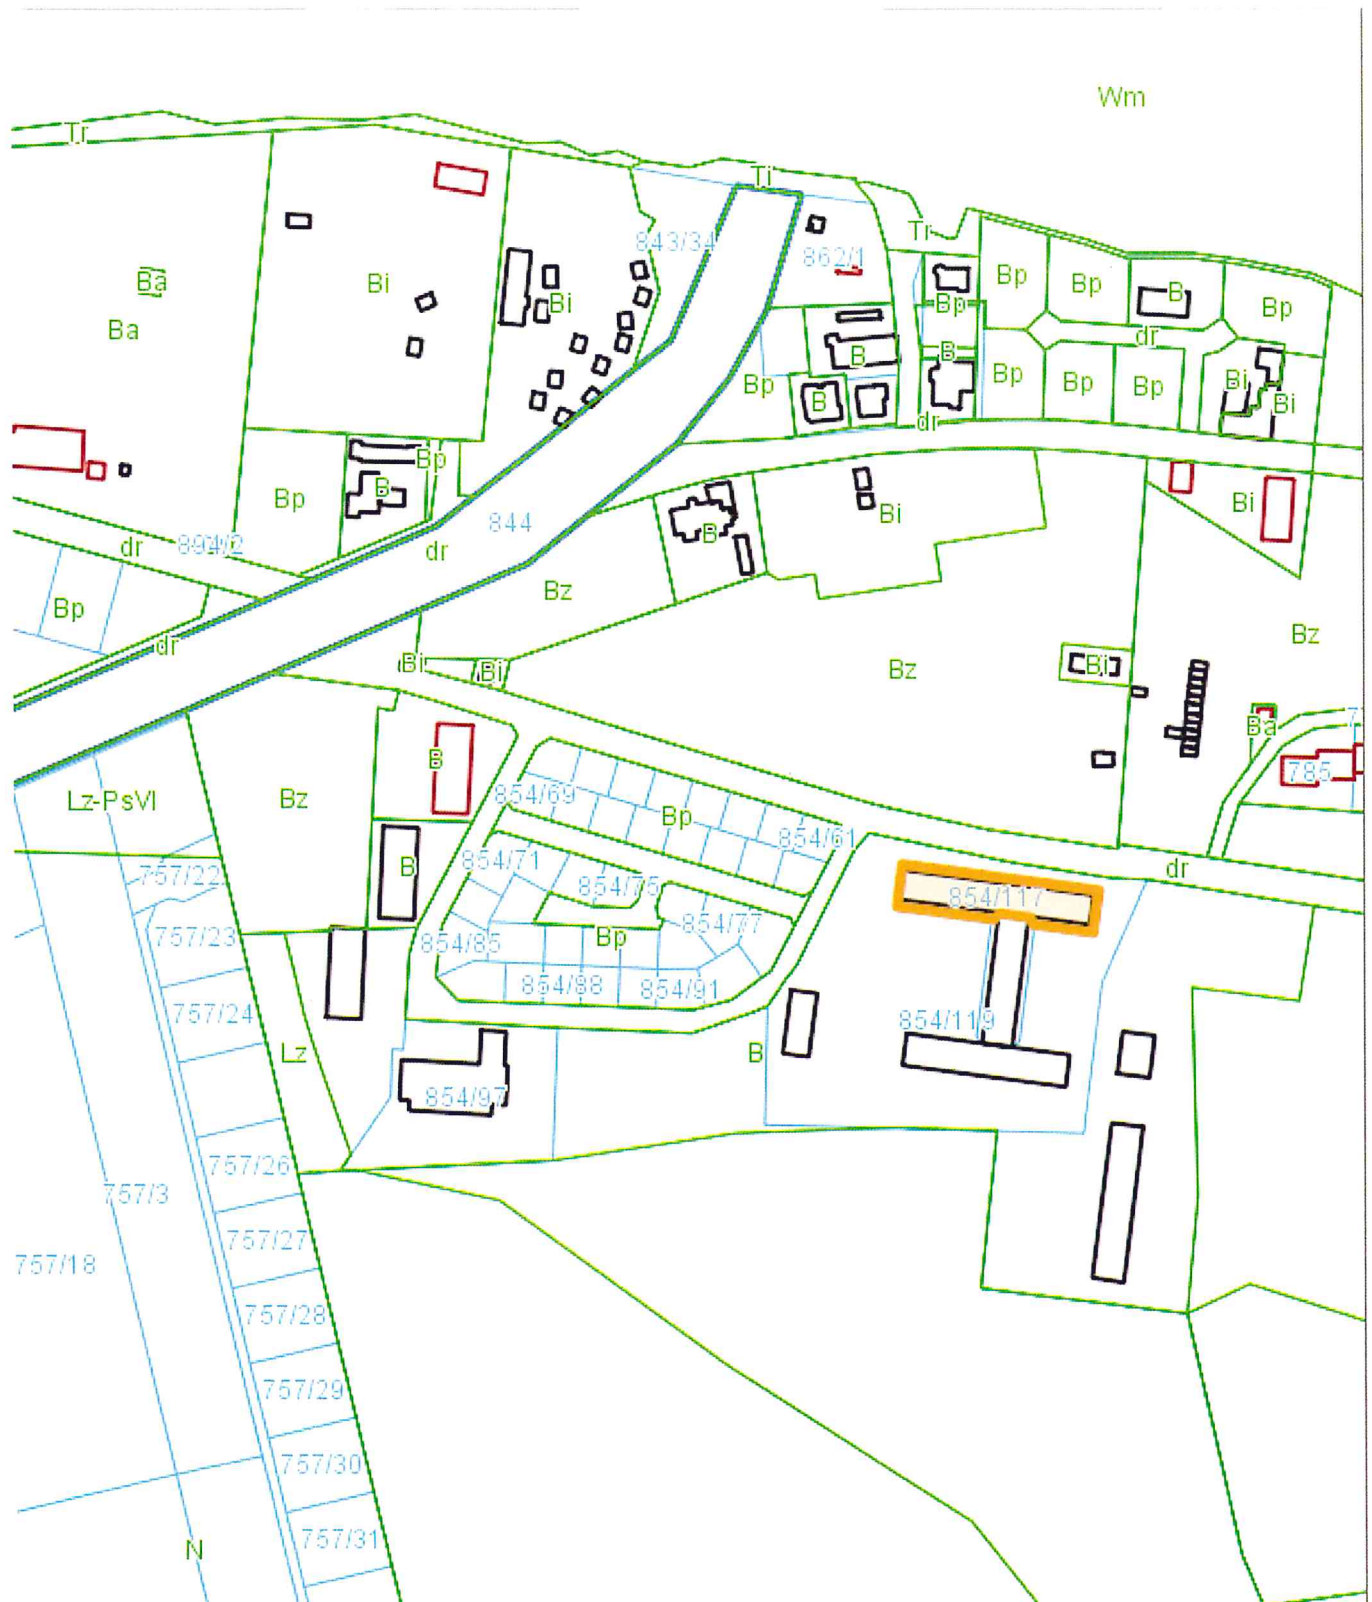 Wm
Tr
Ti
Tr
843/34
862/1
Ba
Ba
Bi
Bi
Bp
Bp
Bp
B
Bp
dr
B
B
Bp
B
Bp
Bp
Bp
Bi
Bi
dr
Bp
B
Bp
844
dr
dr
B
Bi
Bi
Bp
dr
Bz
Bi
Bi
Bz
Bi
Bz
Ba
785
Lz-PsVI
Bz
B
854/69
Bp
854/61
B
854/71
854/75
854/77
854/117
dr
757/22
757/23
854/85
Bp
757/24
854/88
854/91
854/119
Lz
B
854/97
757/26
757/3
757/27
757/18
757/28
757/29
757/30
757/31
N